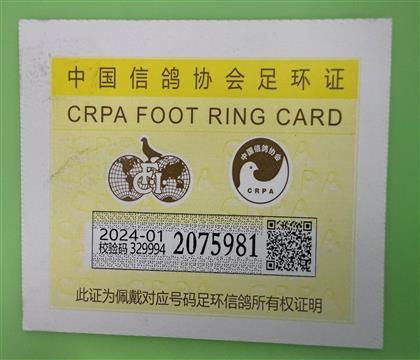 中国信鸽协会足环证
CRPA FOOT RING CARD
FCI
中国信鸽协会
CRPA
2024-01
校验码 329994
2075981
此证为佩戴对应号码足环信鸽所有权证明